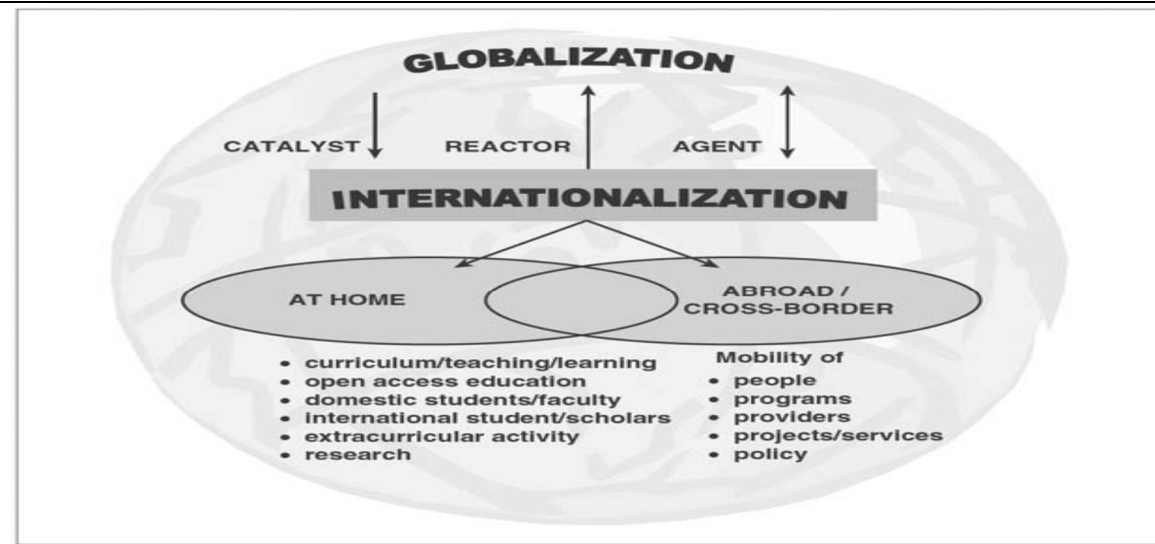 GLOBALIZATION
CATALYST REACTOR AGENT
INTERNATIONALIZATION
AT HOME
ABROAD /
CROSS-BORDER
• curriculum/teaching/learning
• open access education
• domestic students/faculty
• international student/scholars
• extracurricular activity
• research
Mobility of
• people
• programs
• providers
• projects/services
• policy